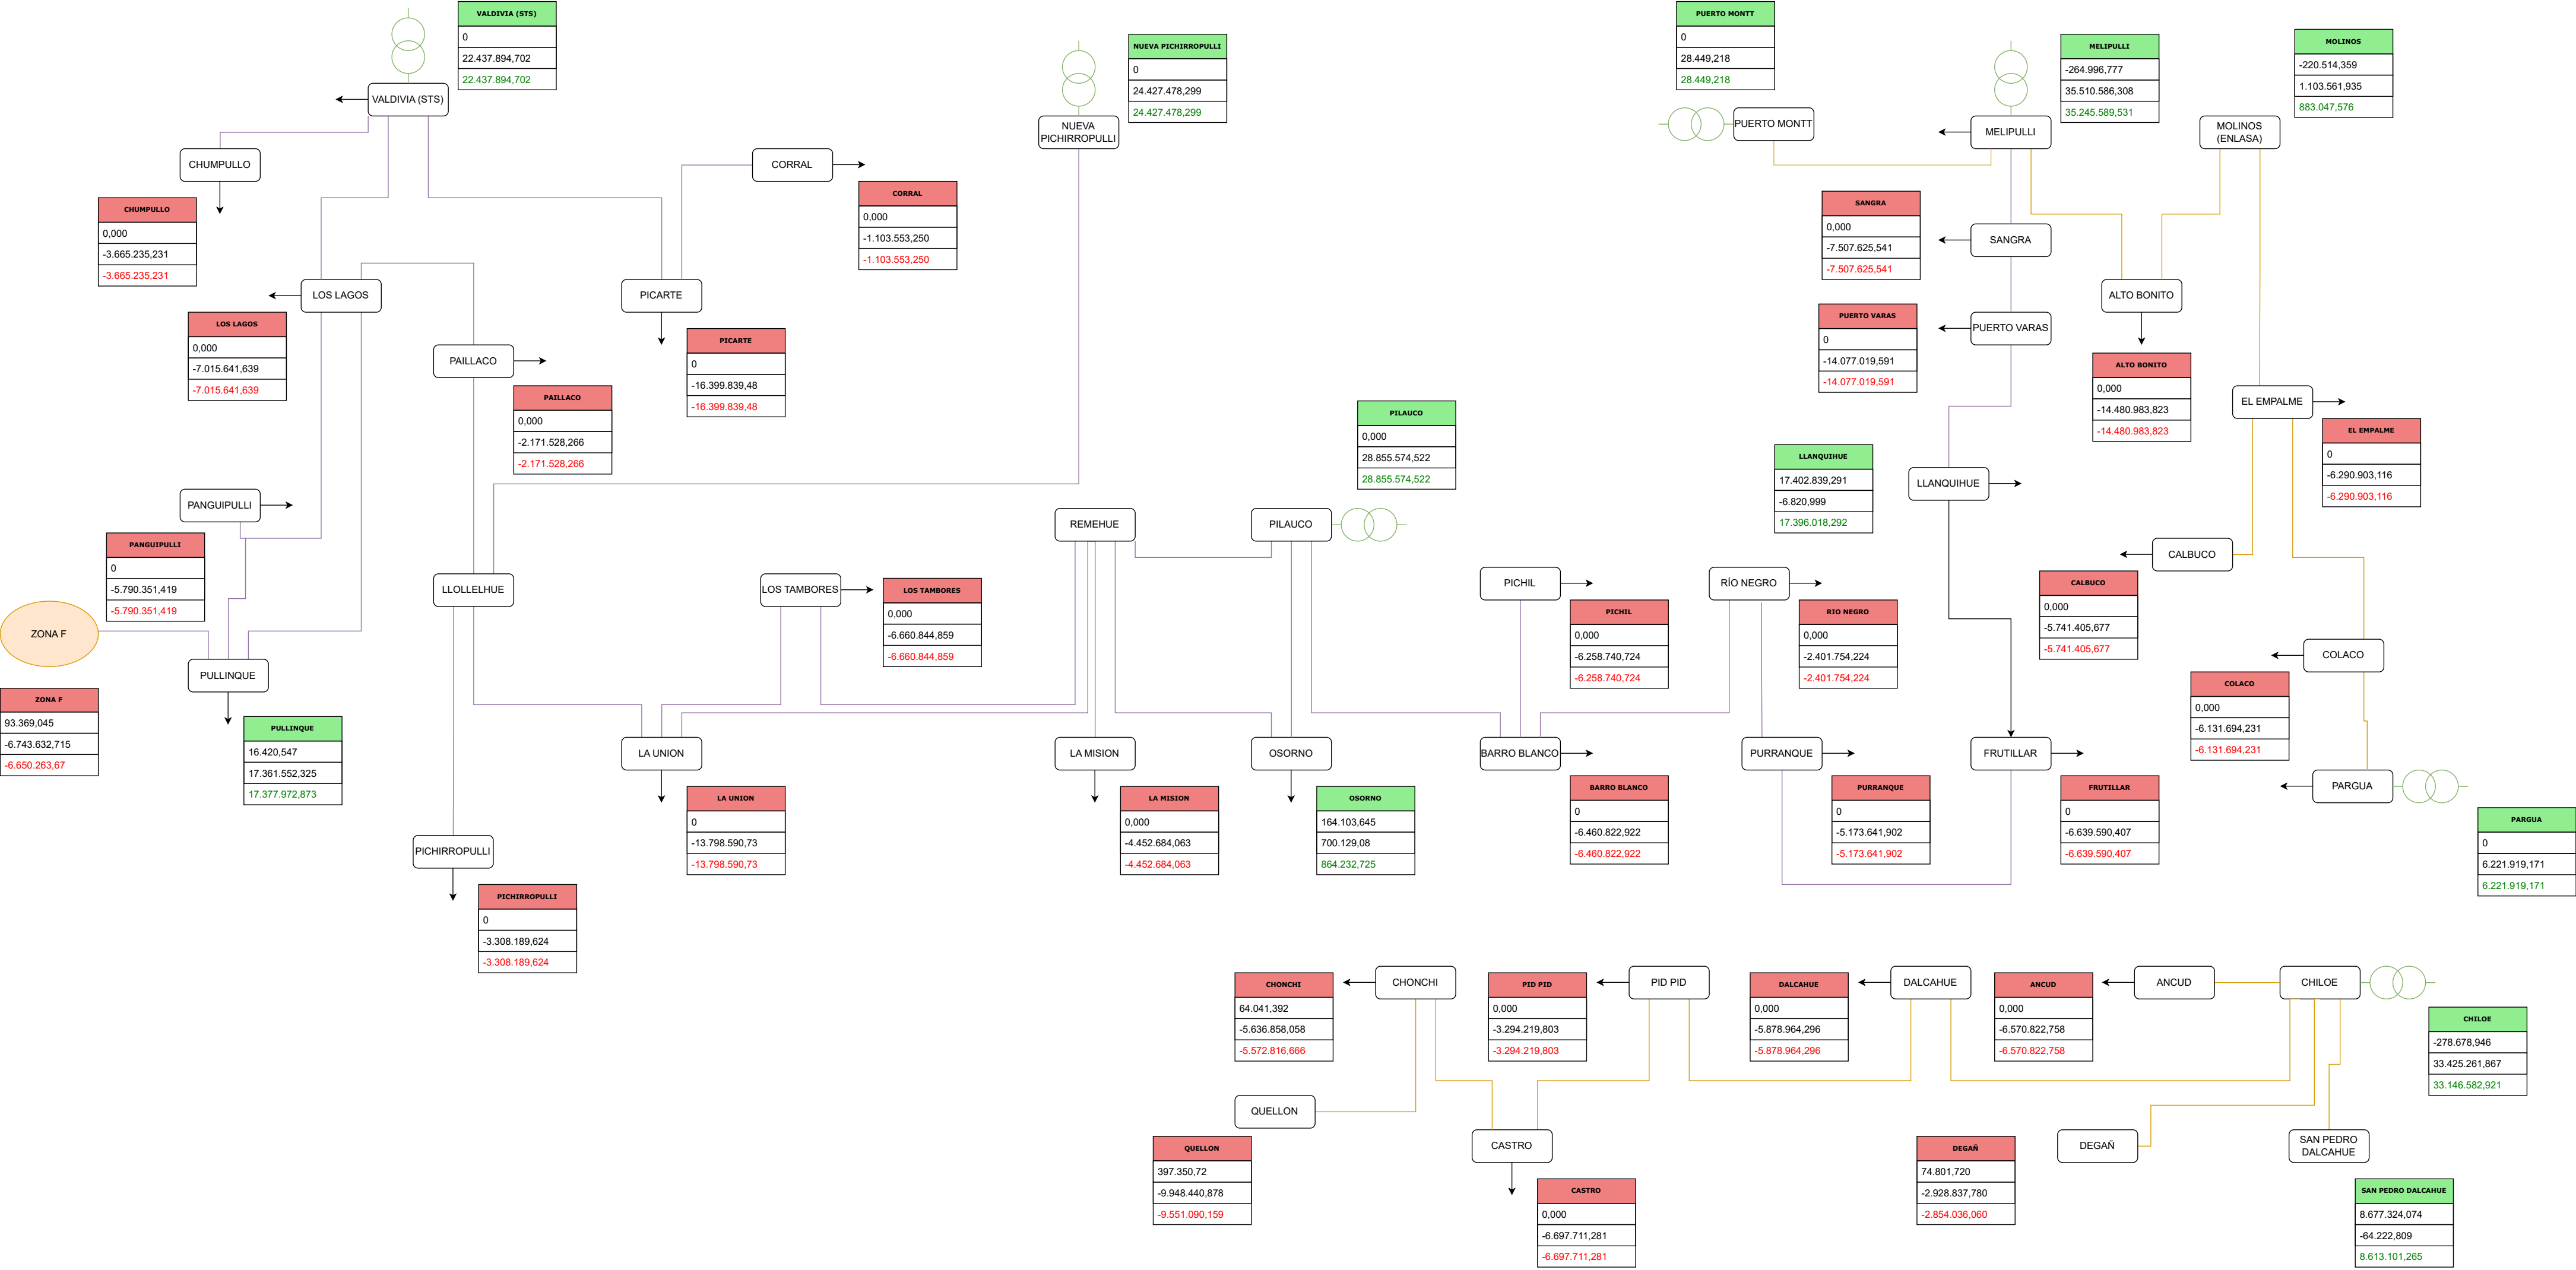 VALDIVIA (STS)
0
22.437.894,702
22.437.894,702
VALDIVIA (STS)
NUEVA PICHIRROPULLI
0
24.427.478,299
24.427.478,299
NUEVA
PICHIRROPULLI
PUERTO MONTT
0
28.449,218
28.449,218
PUERTO MONTT
MELIPULLI
-264.996,777
35.510.586,308
35.245.589,531
MELIPULLI
MOLINOS
-220.514,359
1.103.561,935
883.047,576
MOLINOS
(ENLASA)
CHUMPULLO
CHUMPULLO
0,000
-3.665.235,231
-3.665.235,231
CORRAL
CORRAL
0,000
-1.103.553,250
-1.103.553,250
SANGRA
0,000
-7.507.625,541
-7.507.625,541
SANGRA
LOS LAGOS
LOS LAGOS
0,000
-7.015.641,639
-7.015.641,639
PICARTE
PICARTE
0
-16.399.839,48
-16.399.839,48
PAILLACO
PAILLACO
0,000
-2.171.528,266
-2.171.528,266
PUERTO VARAS
0
-14.077.019,591
-14.077.019,591
PUERTO VARAS
ALTO BONITO
ALTO BONITO
0,000
-14.480.983,823
-14.480.983,823
EL EMPALME
EL EMPALME
0
-6.290.903,116
-6.290.903,116
PILAUCO
0,000
28.855.574,522
28.855.574,522
LLANQUIHUE
17.402.839,291
-6.820,999
17.396.018,292
LLANQUIHUE
PANGUIPULLI
PANGUIPULLI
0
-5.790.351,419
-5.790.351,419
REMEHUE
PILAUCO
CALBUCO
CALBUCO
0,000
-5.741.405,677
-5.741.405,677
LLOLLELHUE
LOS TAMBORES
LOS TAMBORES
0,000
-6.660.844,859
-6.660.844,859
PICHIL
PICHIL
0,000
-6.258.740,724
-6.258.740,724
RÍO NEGRO
RIO NEGRO
0,000
-2.401.754,224
-2.401.754,224
ZONA F
ZONA F
93.369,045
-6.743.632,715
-6.650.263,67
PULLINQUE
PULLINQUE
16.420,547
17.361.552,325
17.377.972,873
COLACO
COLACO
0,000
-6.131.694,231
-6.131.694,231
LA UNION
LA UNION
0
-13.798.590,73
-13.798.590,73
LA MISION
LA MISION
0,000
-4.452.684,063
-4.452.684,063
OSORNO
OSORNO
164.103,645
700.129,08
864.232,725
BARRO BLANCO
BARRO BLANCO
0
-6.460.822,922
-6.460.822,922
PURRANQUE
PURRANQUE
0
-5.173.641,902
-5.173.641,902
FRUTILLAR
FRUTILLAR
0
-6.639.590,407
-6.639.590,407
PARGUA
PARGUA
0
6.221.919,171
6.221.919,171
PICHIRROPULLI
PICHIRROPULLI
0
-3.308.189,624
-3.308.189,624
CHONCHI
64.041,392
-5.636.858,058
-5.572.816,666
CHONCHI
PID PID
0,000
-3.294.219,803
-3.294.219,803
PID PID
DALCAHUE
0,000
-5.878.964,296
-5.878.964,296
DALCAHUE
ANCUD
0,000
-6.570.822,758
-6.570.822,758
ANCUD
CHILOE
CHILOE
-278.678,946
33.425.261,867
33.146.582,921
QUELLON
QUELLON
397.350,72
-9.948.440,878
-9.551.090,159
CASTRO
CASTRO
0,000
-6.697.711,281
-6.697.711,281
DEGAÑ
74.801,720
-2.928.837,780
-2.854.036,060
DEGAÑ
SAN PEDRO
DALCAHUE
SAN PEDRO DALCAHUE
8.677.324,074
-64.222,809
8.613.101,265